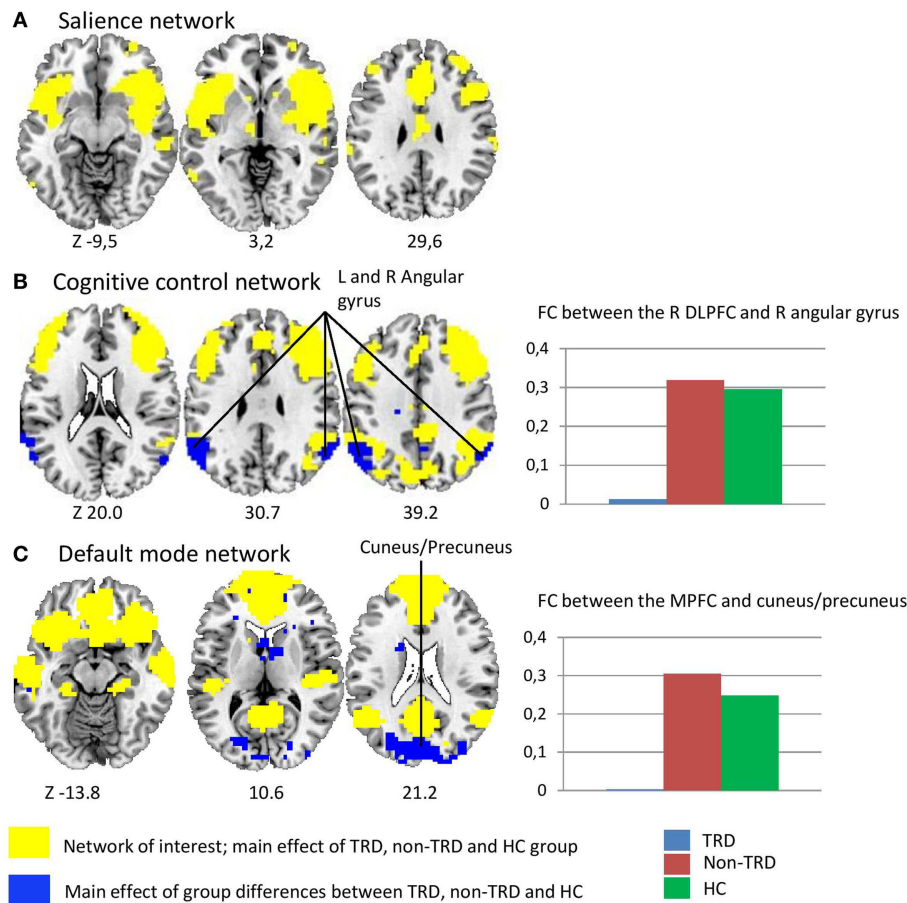 A Salience network
Z -9,5 3,2 29,6
B Cognitive control network
L and R Angular
gyrus
Z 20.0 30.7 39.2
FC between the R DLPFC and R angular gyrus
0,4
0,3
0,2
0,1
0
C Default mode network
Cuneus/Precuneus
Z -13.8 10.6 21.2
FC between the MPFC and cuneus/precuneus
0,4
0,3
0,2
0,1
0
Network of interest; main effect of TRD, non-TRD and HC group
Main effect of group differences between TRD, non-TRD and HC
TRD
Non-TRD
HC